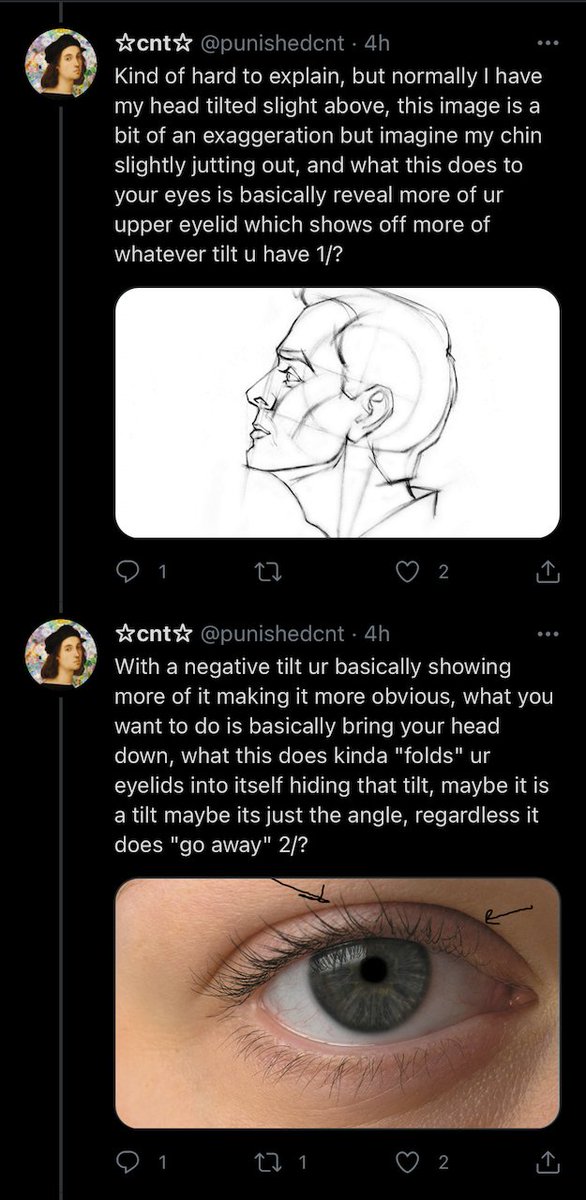 ☆cnt☆ @punishedcnt · 4h
Kind of hard to explain, but normally I have
my head tilted slight above, this image is a
bit of an exaggeration but imagine my chin
slightly jutting out, and what this does to
your eyes is basically reveal more of ur
upper eyelid which shows off more of
whatever tilt u have 1/?
1
2
☆cnt☆ @punishedcnt · 4h
With a negative tilt ur basically showing
more of it making it more obvious, what you
want to do is basically bring your head
down, what this does kinda "folds" ur
eyelids into itself hiding that tilt, maybe it is
a tilt maybe its just the angle, regardless it
does "go away" 2/?
1
1
2